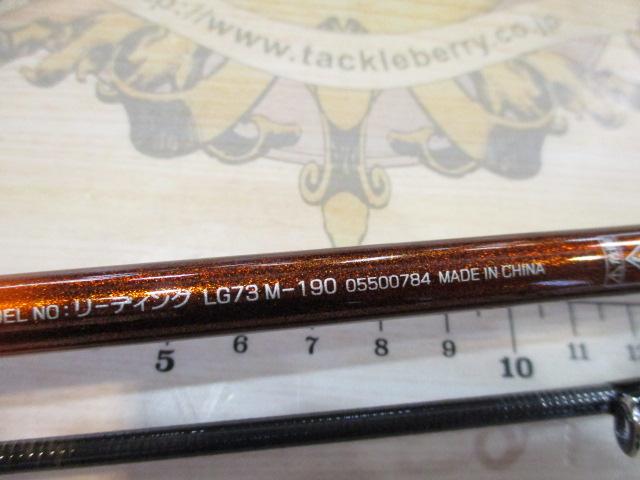 http://www.tackleberry.co.jp
DEL NO:リーディング LG73 M-190 05500784 MADE IN CHINA
5 6 7 8 9 10 11 12